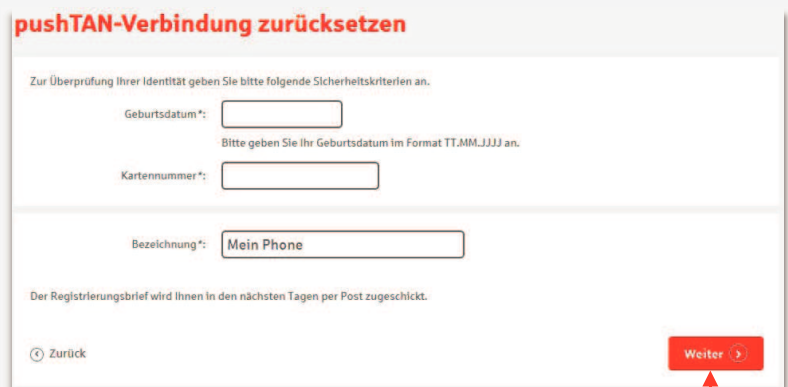 pushTAN-Verbindung zurücksetzen
Zur Überprüfung Ihrer Identität geben Sie bitte folgende Sicherheitskriterien an.
Geburtsdatum*:
Bitte geben Sie Ihr Geburtsdatum im Format TT.MM.JJJJ an.
Kartennummer*:
Bezeichnung*: Mein Phone
Der Registrierungsbrief wird Ihnen in den nächsten Tagen per Post zugeschickt.
Zurück Weiter